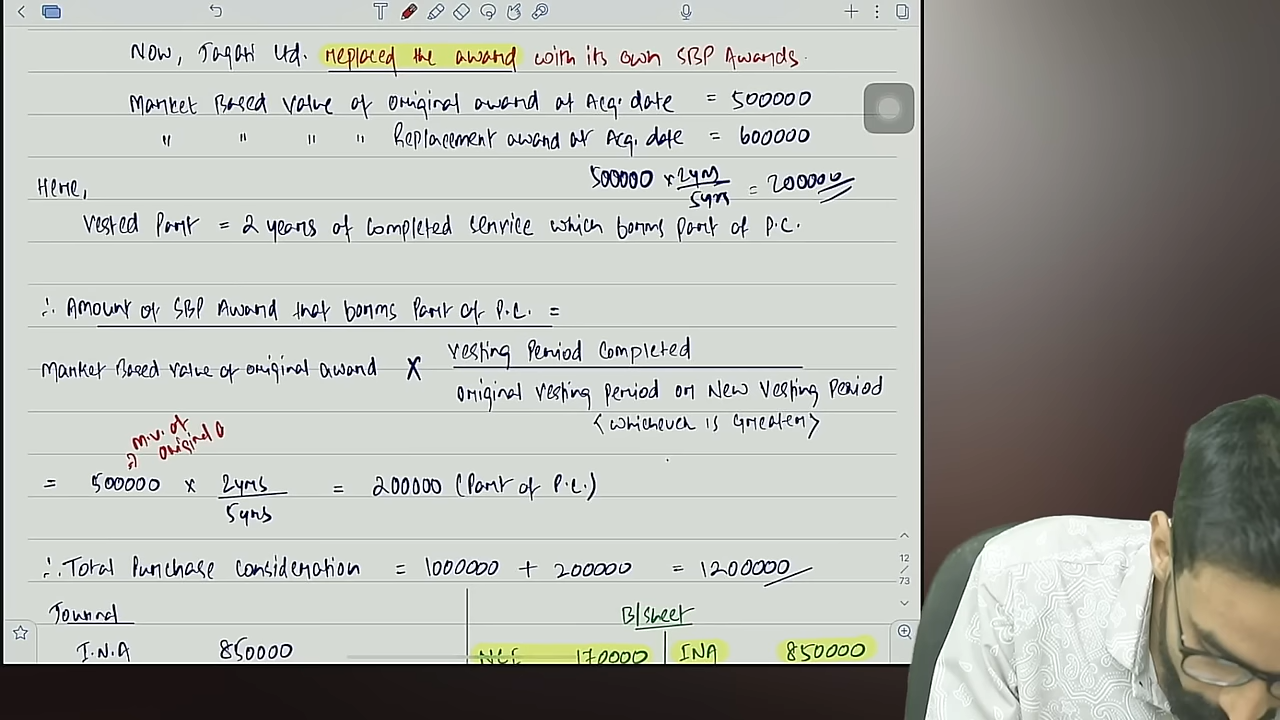 Now, Jagati Ltd. replaced the award with its own SBP Awards.
Market Based Value of original award at Acq. date = 500000
" " " " Replacement award at Acq. date = 600000
500000 × 2yrs / 5yrs = 200000
Here,
Vested Part = 2 years of completed service which forms part of P.C.
∴ Amount of SBP Award that forms Part of P.C. =
Market Based Value of original award × Vesting Period Completed
Original Vesting Period or New Vesting Period
<whichever is Greater>
M.V. of
original
= 500000 × 2yrs / 5yrs = 200000 (Part of P.C.)
∴ Total Purchase consideration = 1000000 + 200000 = 1200000
12
/
73
Journal B/sheet
I.N.A 850000 NCI 170000 INA 850000